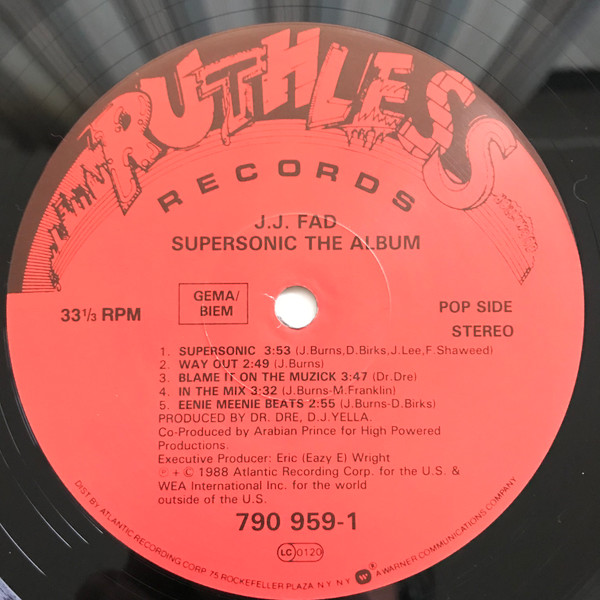 RUTHLESS
RECORDS
J.J. FAD
SUPERSONIC THE ALBUM
33 1/3 RPM
GEMA/
BIEM
POP SIDE
STEREO
1. SUPERSONIC 3:53 (J.Burns,D.Birks,J.Lee,F.Shaweed)
2. WAY OUT 2:49 (J.Burns)
3. BLAME IT ON THE MUZICK 3:47 (Dr.Dre)
4. IN THE MIX 3:32 (J.Burns-M.Franklin)
5. EENIE MEENIE BEATS 2:55 (J.Burns-D.Birks)
PRODUCED BY DR. DRE, D.J.YELLA.
Co-Produced by Arabian Prince for High Powered
Productions.
Executive Producer: Eric (Eazy E) Wright
℗ + © 1988 Atlantic Recording Corp. for the U.S. &
WEA International Inc. for the world
outside of the U.S.
790 959-1
LC 0120
DIST BY ATLANTIC RECORDING CORP. 75 ROCKEFELLER PLAZA N.Y. N.Y. W ® A WARNER COMMUNICATIONS COMPANY